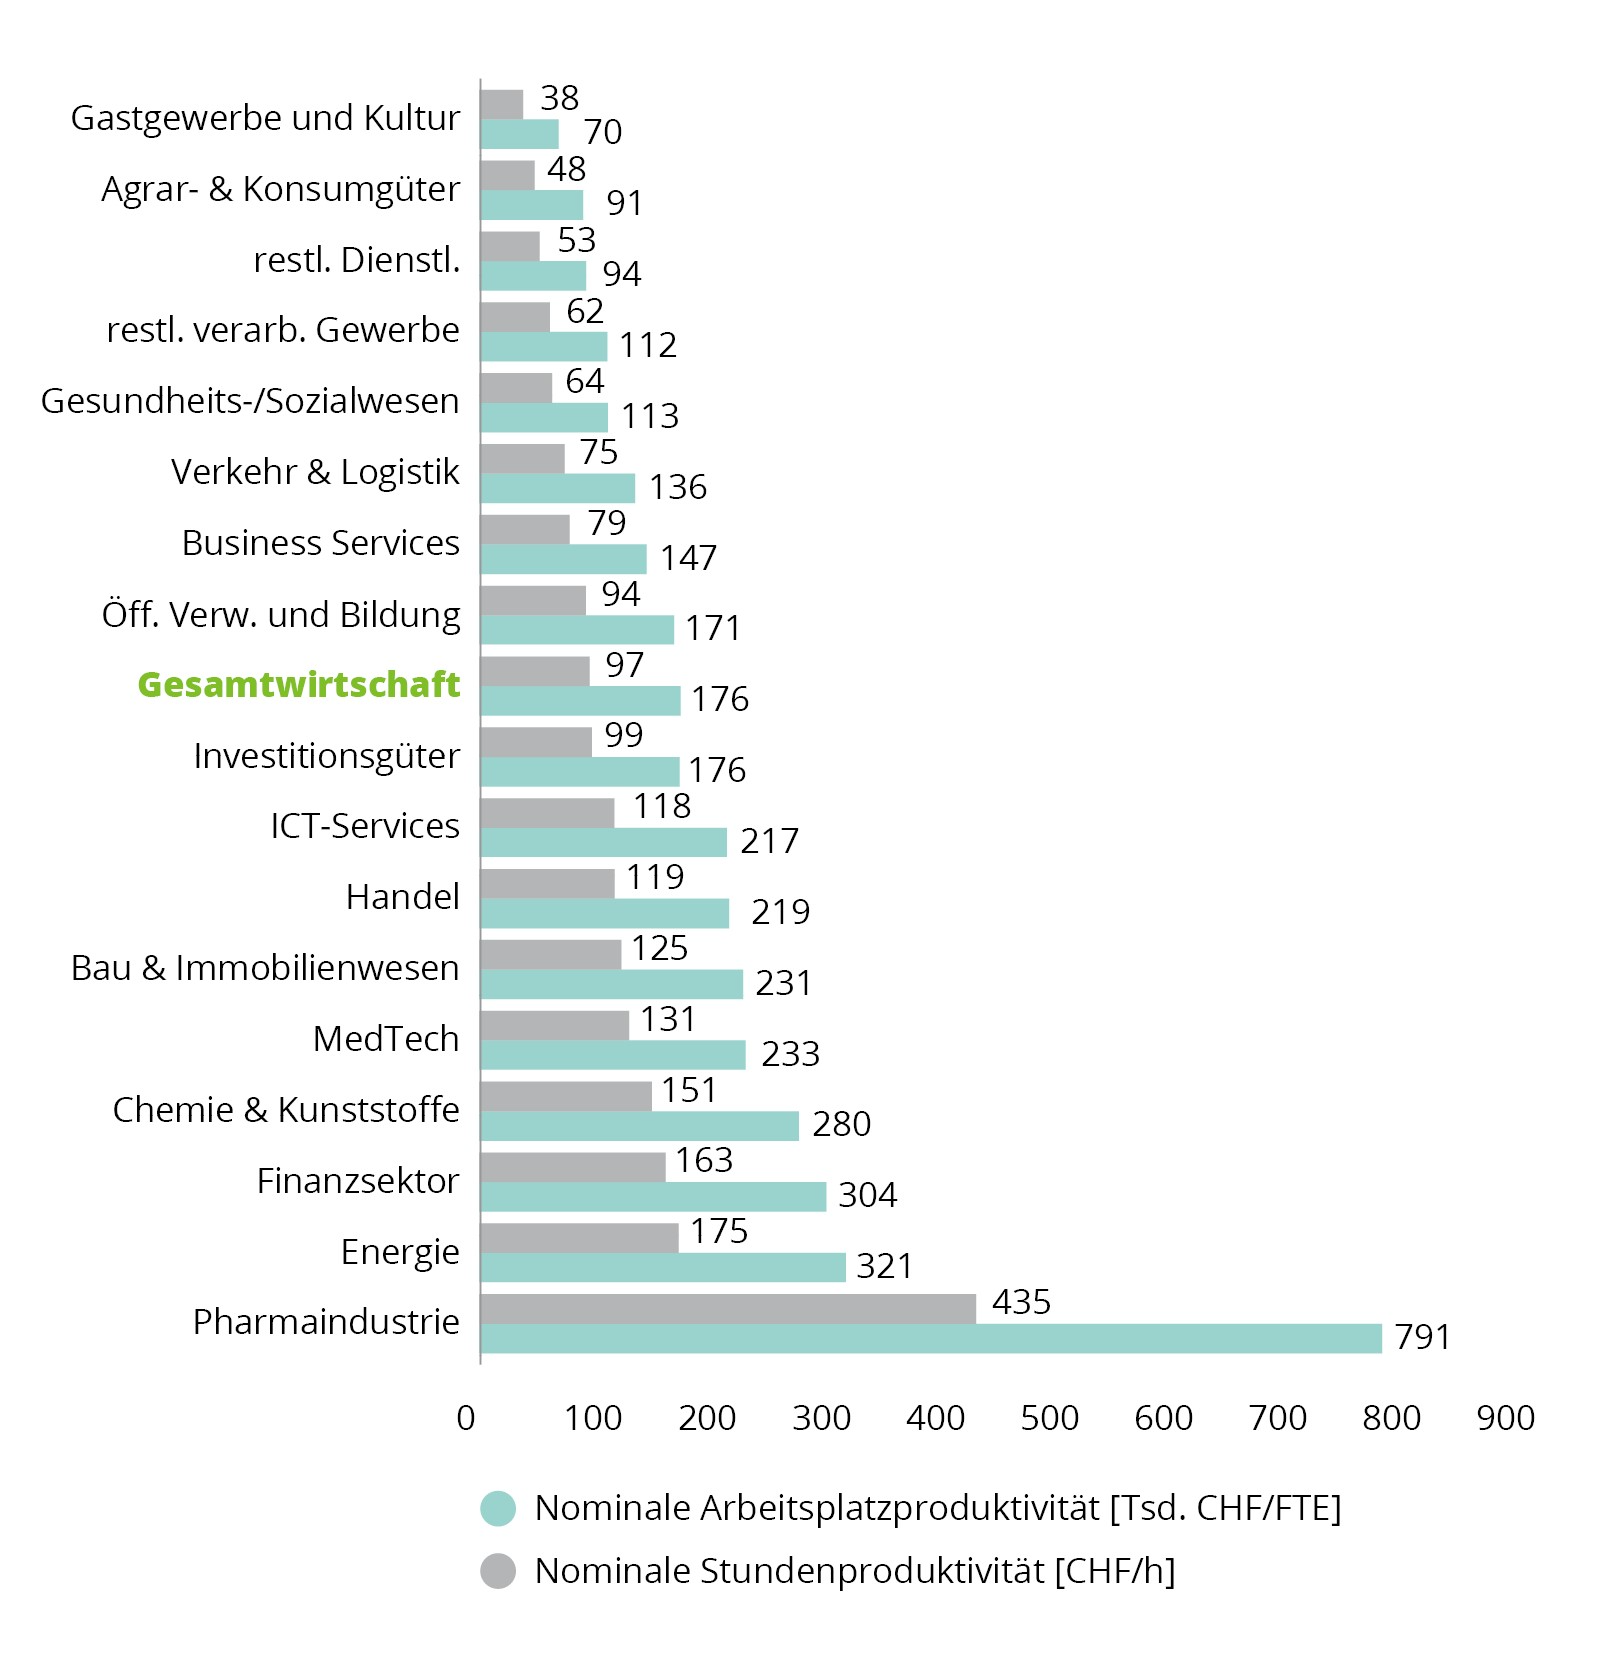 38
Gastgewerbe und Kultur
70
48
Agrar- & Konsumgüter
91
53
restl. Dienstl.
94
62
restl. verarb. Gewerbe
112
64
Gesundheits-/Sozialwesen
113
75
Verkehr & Logistik
136
79
Business Services
147
94
Öff. Verw. und Bildung
171
97
Gesamtwirtschaft
176
99
Investitionsgüter
176
118
ICT-Services
217
119
Handel
219
125
Bau & Immobilienwesen
231
131
MedTech
233
151
Chemie & Kunststoffe
280
163
Finanzsektor
304
175
Energie
321
435
Pharmaindustrie
791
0 100 200 300 400 500 600 700 800 900
Nominale Arbeitsplatzproduktivität [Tsd. CHF/FTE]
Nominale Stundenproduktivität [CHF/h]